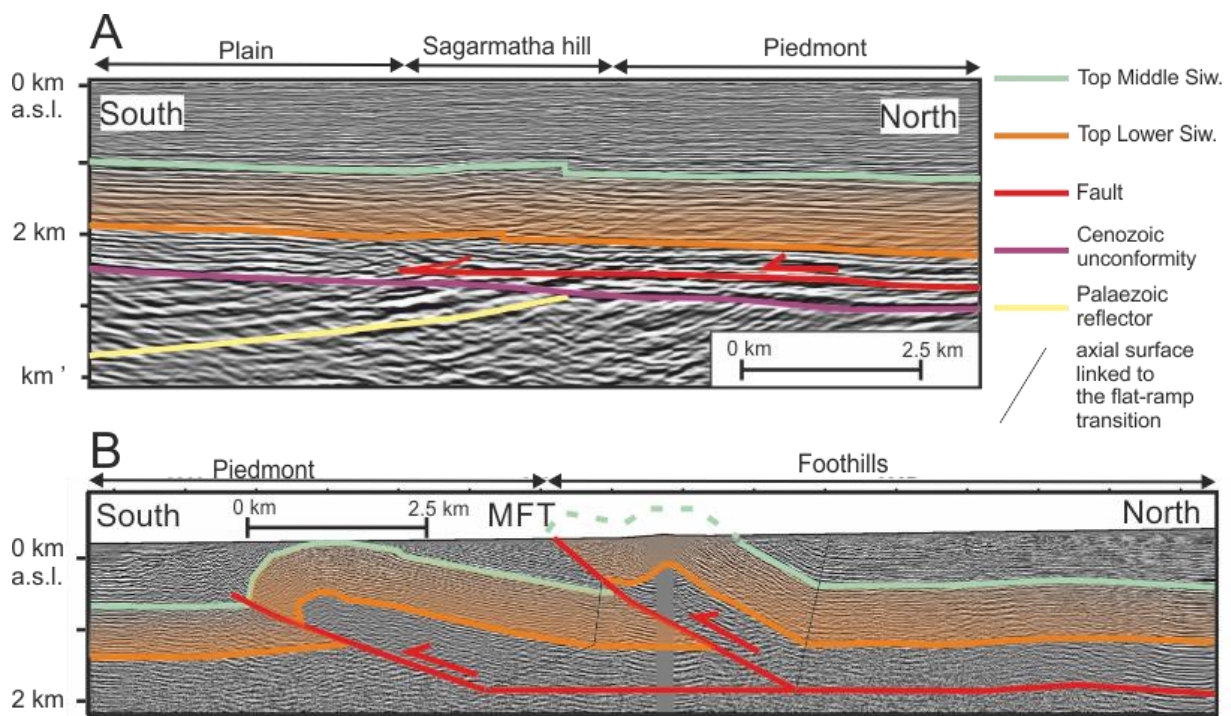 A
Plain
Sagarmatha hill
Piedmont
0 km
a.s.l.
South
North
2 km
km '
0 km
2.5 km
Top Middle Siw.
Top Lower Siw.
Fault
Cenozoic
unconformity
Palaezoic
reflector
axial surface
linked to
the flat-ramp
transition
B
Piedmont
Foothills
South
0 km
2.5 km
MFT
North
0 km
a.s.l.
2 km